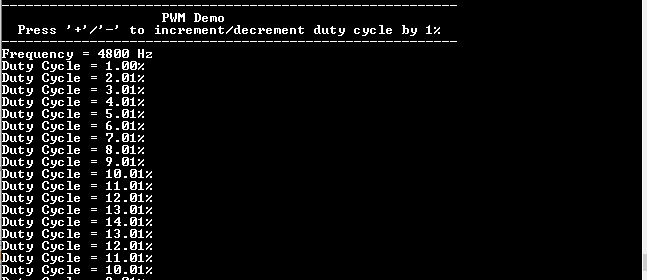 ------------------------------------------------------------
PWM Demo
Press '+'/'-' to increment/decrement duty cycle by 1%
------------------------------------------------------------
Frequency = 4800 Hz
Duty Cycle = 1.00%
Duty Cycle = 2.01%
Duty Cycle = 3.01%
Duty Cycle = 4.01%
Duty Cycle = 5.01%
Duty Cycle = 6.01%
Duty Cycle = 7.01%
Duty Cycle = 8.01%
Duty Cycle = 9.01%
Duty Cycle = 10.01%
Duty Cycle = 11.01%
Duty Cycle = 12.01%
Duty Cycle = 13.01%
Duty Cycle = 14.01%
Duty Cycle = 13.01%
Duty Cycle = 12.01%
Duty Cycle = 11.01%
Duty Cycle = 10.01%